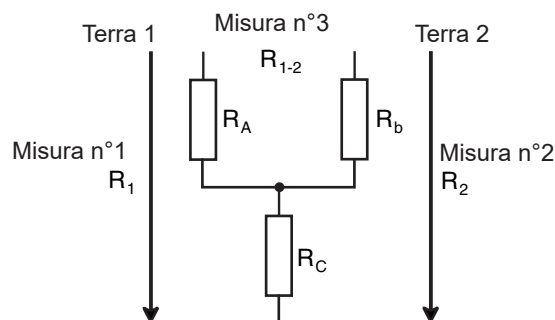 Misura n°3
Terra 1
Terra 2
R1-2
RA
Rb
Misura n°1
R1
Misura n°2
R2
RC